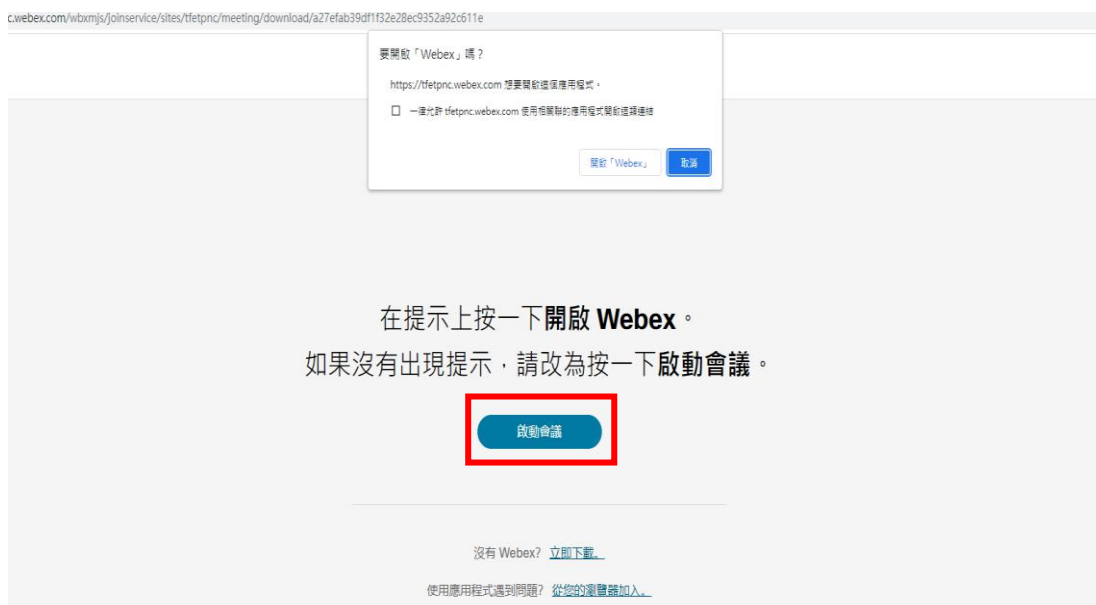 c.webex.com/wbxmjs/joinservice/sites/tfetpnc/meeting/download/a27efab39df1f32e28ec9352a92c611e
要開啟「Webex」嗎？
https://tfetpnc.webex.com 想要開啟這個應用程式。
一律允許 tfetpnc.webex.com 使用相關聯的應用程式開啟這類連結
開啟「Webex」 取消
在提示上按一下開啟 Webex。
如果沒有出現提示，請改為按一下啟動會議。
啟動會議
沒有 Webex? 立即下載。
使用應用程式遇到問題? 從您的瀏覽器加入。